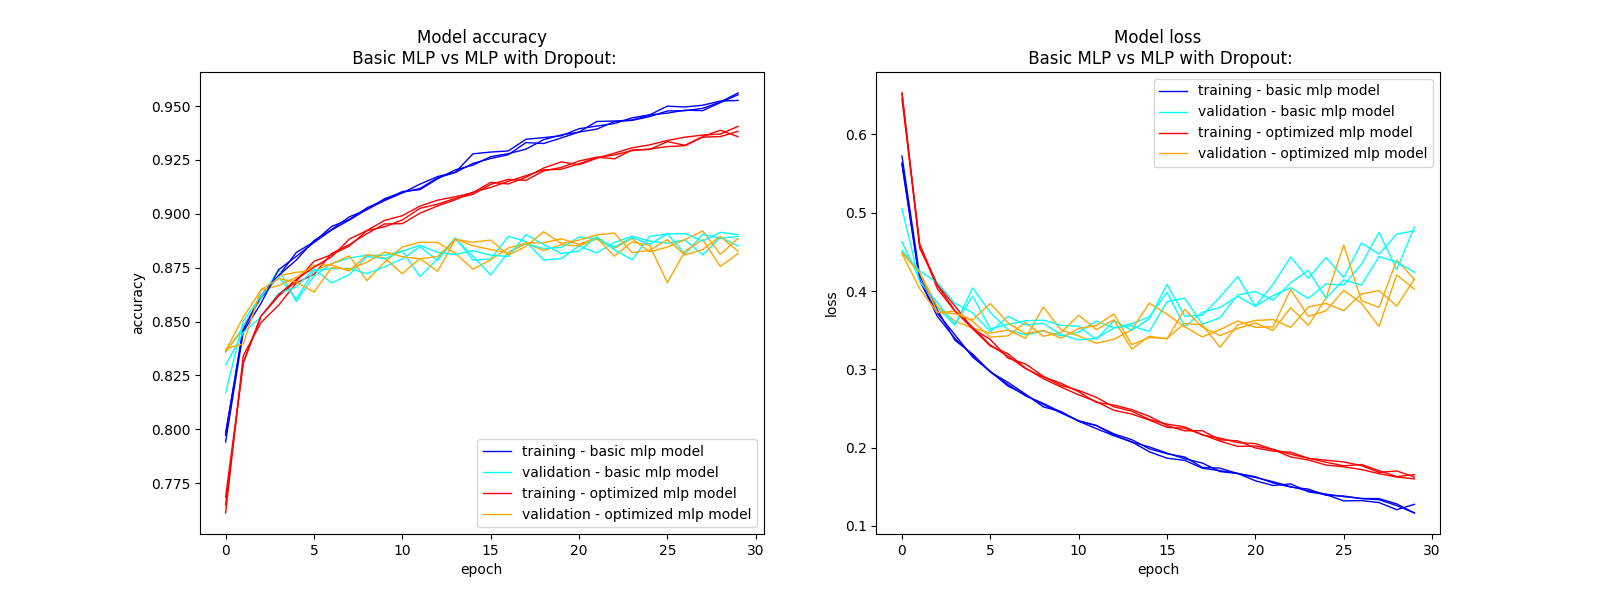 Model accuracy
Basic MLP vs MLP with Dropout:
accuracy
0.950
0.925
0.900
0.875
0.850
0.825
0.800
0.775
training - basic mlp model
validation - basic mlp model
training - optimized mlp model
validation - optimized mlp model
0 5 10 15 20 25 30
epoch
Model loss
Basic MLP vs MLP with Dropout:
loss
0.6
0.5
0.4
0.3
0.2
0.1
training - basic mlp model
validation - basic mlp model
training - optimized mlp model
validation - optimized mlp model
0 5 10 15 20 25 30
epoch